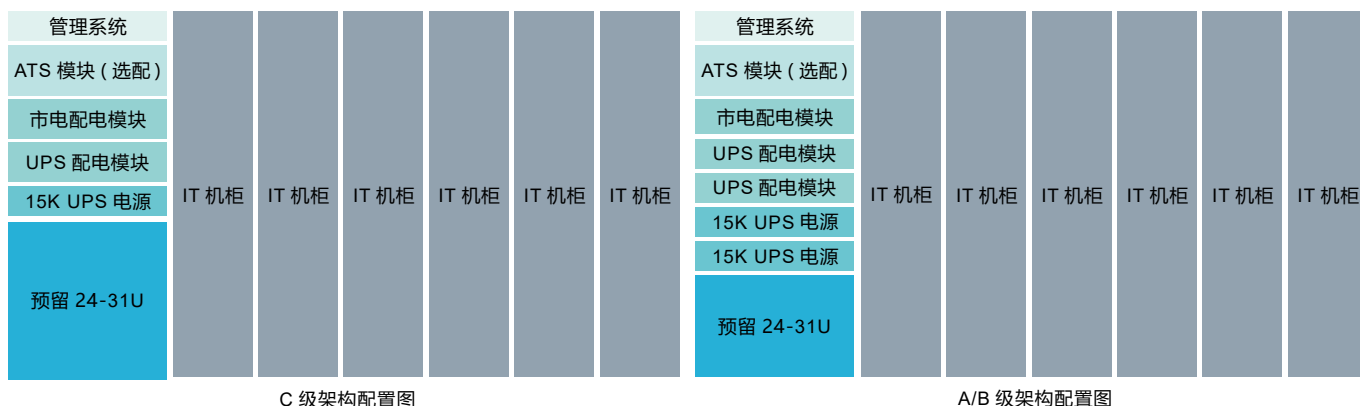 管理系统
ATS 模块 ( 选配 )
市电配电模块
UPS 配电模块
15K UPS 电源
预留 24-31U
IT 机柜
IT 机柜
IT 机柜
IT 机柜
IT 机柜
IT 机柜
C 级架构配置图
管理系统
ATS 模块 ( 选配 )
市电配电模块
UPS 配电模块
UPS 配电模块
15K UPS 电源
15K UPS 电源
预留 24-31U
IT 机柜
IT 机柜
IT 机柜
IT 机柜
IT 机柜
IT 机柜
A/B 级架构配置图